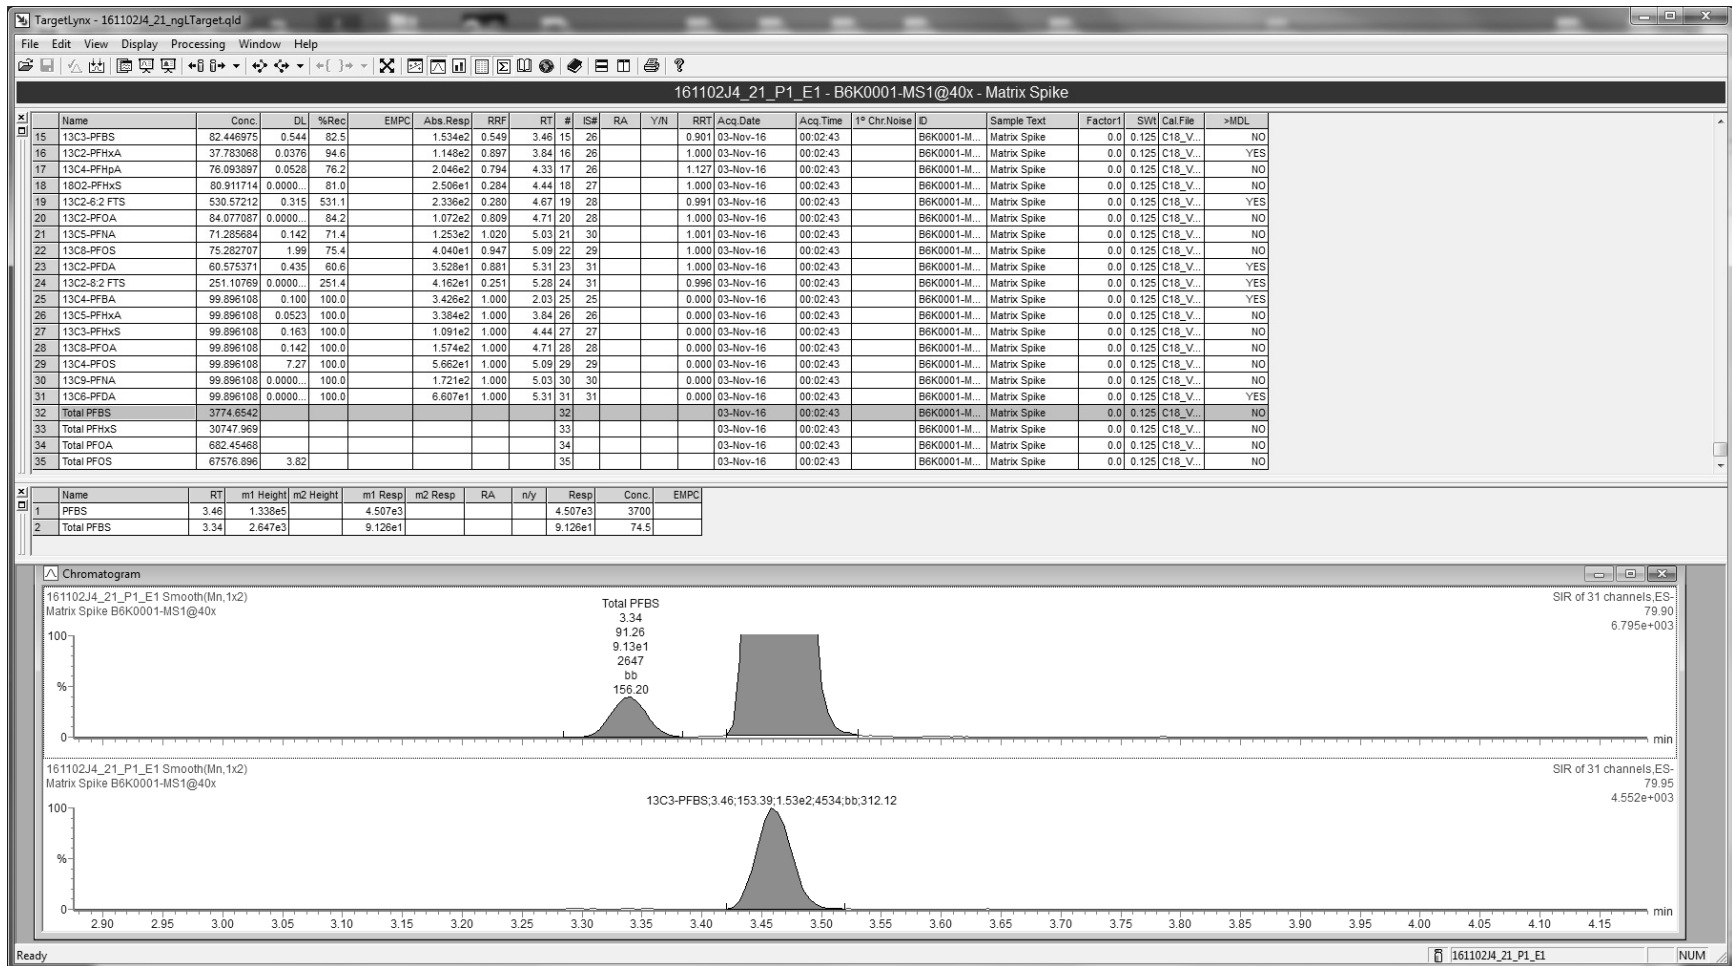 TargetLynx - 161102J4_21_ngLTarget.qld
File Edit View Display Processing Window Help
161102J4_21_P1_E1 - B6K0001-MS1@40x - Matrix Spike
Name Conc. DL %Rec EMPC Abs.Resp RRF RT # IS# RA Y/N RRT Acq.Date Acq.Time 1° Chr.Noise ID Sample Text Factor1 SWt Cal.File >MDL
15 13C3-PFBS 82.446975 0.544 82.5 1.534e2 0.549 3.46 15 26 0.901 03-Nov-16 00:02:43 B6K0001-M... Matrix Spike 0.0 0.125 C18_V... NO
16 13C2-PFHxA 37.783068 0.0376 94.6 1.148e2 0.897 3.84 16 26 1.000 03-Nov-16 00:02:43 B6K0001-M... Matrix Spike 0.0 0.125 C18_V... YES
17 13C4-PFHpA 76.093897 0.0528 76.2 2.046e2 0.794 4.33 17 26 1.127 03-Nov-16 00:02:43 B6K0001-M... Matrix Spike 0.0 0.125 C18_V... NO
18 18O2-PFHxS 80.911714 0.0000... 81.0 2.506e1 0.284 4.44 18 27 1.000 03-Nov-16 00:02:43 B6K0001-M... Matrix Spike 0.0 0.125 C18_V... NO
19 13C2-6:2 FTS 530.57212 0.315 531.1 2.336e2 0.280 4.67 19 28 0.991 03-Nov-16 00:02:43 B6K0001-M... Matrix Spike 0.0 0.125 C18_V... YES
20 13C2-PFOA 84.077087 0.0000... 84.2 1.072e2 0.809 4.71 20 28 1.000 03-Nov-16 00:02:43 B6K0001-M... Matrix Spike 0.0 0.125 C18_V... NO
21 13C5-PFNA 71.285684 0.142 71.4 1.253e2 1.020 5.03 21 30 1.001 03-Nov-16 00:02:43 B6K0001-M... Matrix Spike 0.0 0.125 C18_V... NO
22 13C8-PFOS 75.282707 1.99 75.4 4.040e1 0.947 5.09 22 29 1.000 03-Nov-16 00:02:43 B6K0001-M... Matrix Spike 0.0 0.125 C18_V... NO
23 13C2-PFDA 60.575371 0.435 60.6 3.528e1 0.881 5.31 23 31 1.000 03-Nov-16 00:02:43 B6K0001-M... Matrix Spike 0.0 0.125 C18_V... YES
24 13C2-8:2 FTS 251.10769 0.0000... 251.4 4.162e1 0.251 5.28 24 31 0.996 03-Nov-16 00:02:43 B6K0001-M... Matrix Spike 0.0 0.125 C18_V... YES
25 13C4-PFBA 99.896108 0.100 100.0 3.426e2 1.000 2.03 25 25 0.000 03-Nov-16 00:02:43 B6K0001-M... Matrix Spike 0.0 0.125 C18_V... YES
26 13C5-PFHxA 99.896108 0.0523 100.0 3.384e2 1.000 3.84 26 26 0.000 03-Nov-16 00:02:43 B6K0001-M... Matrix Spike 0.0 0.125 C18_V... NO
27 13C3-PFHxS 99.896108 0.163 100.0 1.091e2 1.000 4.44 27 27 0.000 03-Nov-16 00:02:43 B6K0001-M... Matrix Spike 0.0 0.125 C18_V... NO
28 13C8-PFOA 99.896108 0.142 100.0 1.574e2 1.000 4.71 28 28 0.000 03-Nov-16 00:02:43 B6K0001-M... Matrix Spike 0.0 0.125 C18_V... NO
29 13C4-PFOS 99.896108 7.27 100.0 5.662e1 1.000 5.09 29 29 0.000 03-Nov-16 00:02:43 B6K0001-M... Matrix Spike 0.0 0.125 C18_V... NO
30 13C9-PFNA 99.896108 0.0000... 100.0 1.721e2 1.000 5.03 30 30 0.000 03-Nov-16 00:02:43 B6K0001-M... Matrix Spike 0.0 0.125 C18_V... NO
31 13C6-PFDA 99.896108 0.0000... 100.0 6.607e1 1.000 5.31 31 31 0.000 03-Nov-16 00:02:43 B6K0001-M... Matrix Spike 0.0 0.125 C18_V... YES
32 Total PFBS 3774.6542 32 03-Nov-16 00:02:43 B6K0001-M... Matrix Spike 0.0 0.125 C18_V... NO
33 Total PFHxS 30747.969 33 03-Nov-16 00:02:43 B6K0001-M... Matrix Spike 0.0 0.125 C18_V... NO
34 Total PFOA 682.45468 34 03-Nov-16 00:02:43 B6K0001-M... Matrix Spike 0.0 0.125 C18_V... NO
35 Total PFOS 67576.896 3.82 35 03-Nov-16 00:02:43 B6K0001-M... Matrix Spike 0.0 0.125 C18_V... NO
Name RT m1 Height m2 Height m1 Resp m2 Resp RA n/y Resp Conc. EMPC
1 PFBS 3.46 1.338e5 4.507e3 4.507e3 3700
2 Total PFBS 3.34 2.647e3 9.126e1 9.126e1 74.5
Chromatogram
161102J4_21_P1_E1 Smooth(Mn,1x2)
Matrix Spike B6K0001-MS1@40x
SIR of 31 channels,ES-
79.90
6.795e+003
Total PFBS
3.34
91.26
9.13e1
2647
bb
156.20
100
%
0
min
161102J4_21_P1_E1 Smooth(Mn,1x2)
Matrix Spike B6K0001-MS1@40x
SIR of 31 channels,ES-
79.95
4.552e+003
13C3-PFBS;3.46;153.39;1.53e2;4534;bb;312.12
100
%
0
min
2.90 2.95 3.00 3.05 3.10 3.15 3.20 3.25 3.30 3.35 3.40 3.45 3.50 3.55 3.60 3.65 3.70 3.75 3.80 3.85 3.90 3.95 4.00 4.05 4.10 4.15
Ready 161102J4_21_P1_E1 NUM